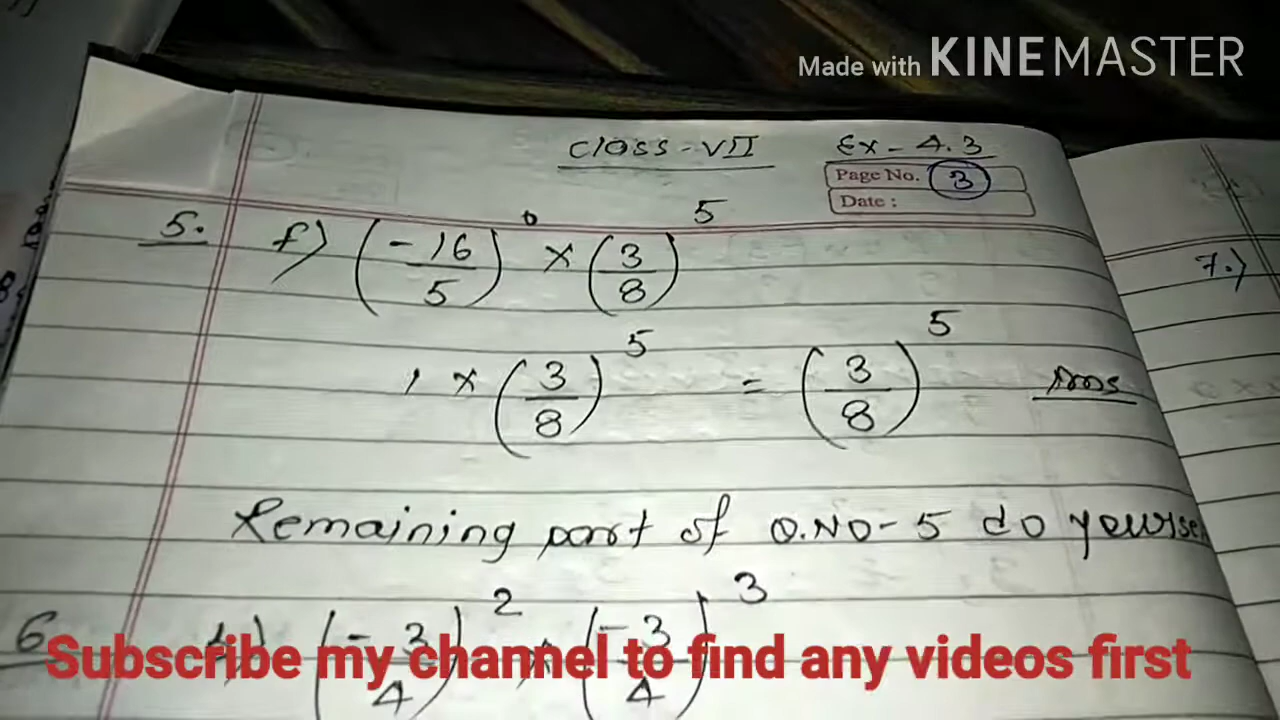 Made with KINEMASTER
Class-VII Ex-4.3
Page No. 3
Date :
5. f) (-16/5)^0 × (3/8)^5
7.)
1 × (3/8)^5 = (3/8)^5 Ans
Remaining part of Q.NO-5 do
6 (-3/4)^2 × (-3/4)^3
Subscribe my channel to find any videos first